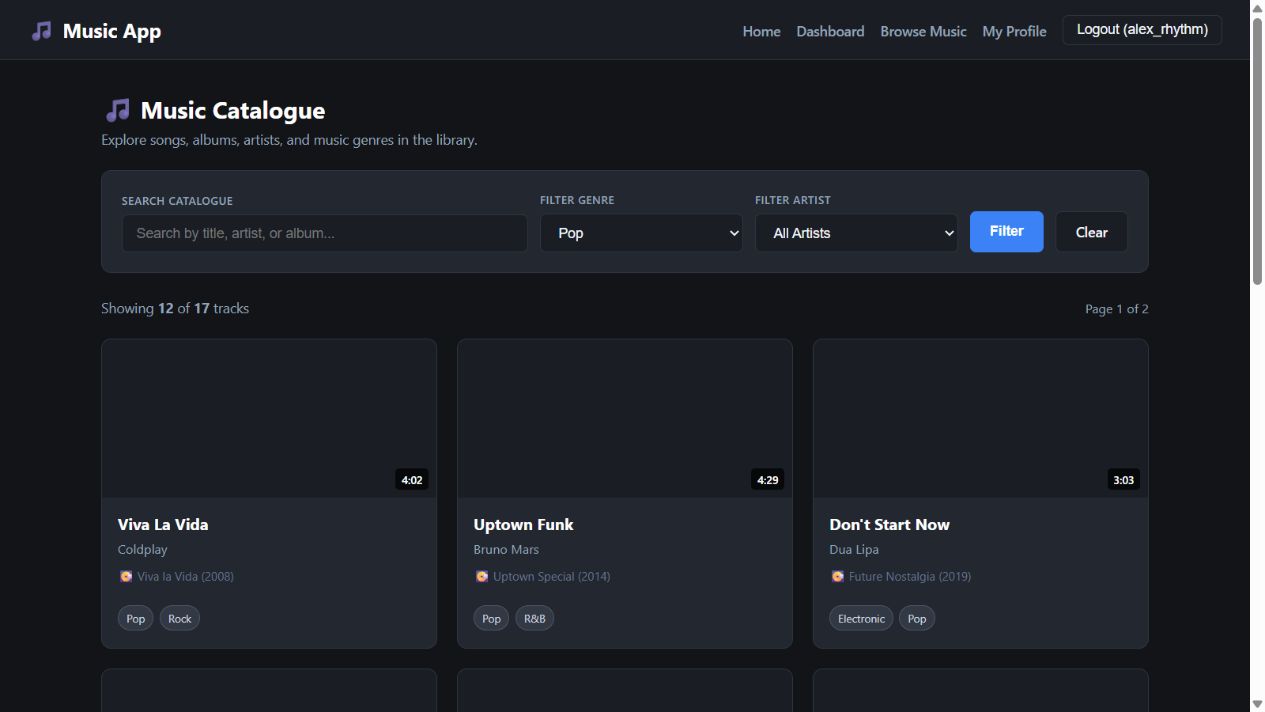 Music App
Home Dashboard Browse Music My Profile Logout (alex_rhythm)
Music Catalogue
Explore songs, albums, artists, and music genres in the library.
SEARCH CATALOGUE FILTER GENRE FILTER ARTIST
Search by title, artist, or album... Pop All Artists Filter Clear
Showing 12 of 17 tracks Page 1 of 2
4:02 4:29 3:03
Viva La Vida
Coldplay
Viva la Vida (2008)
Pop Rock
Uptown Funk
Bruno Mars
Uptown Special (2014)
Pop R&B
Don't Start Now
Dua Lipa
Future Nostalgia (2019)
Electronic Pop